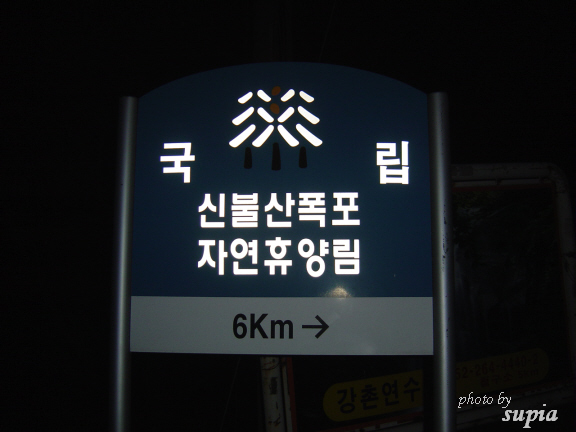 국 립
신불산폭포
자연휴양림
6Km →
강촌연수
photo by
supia